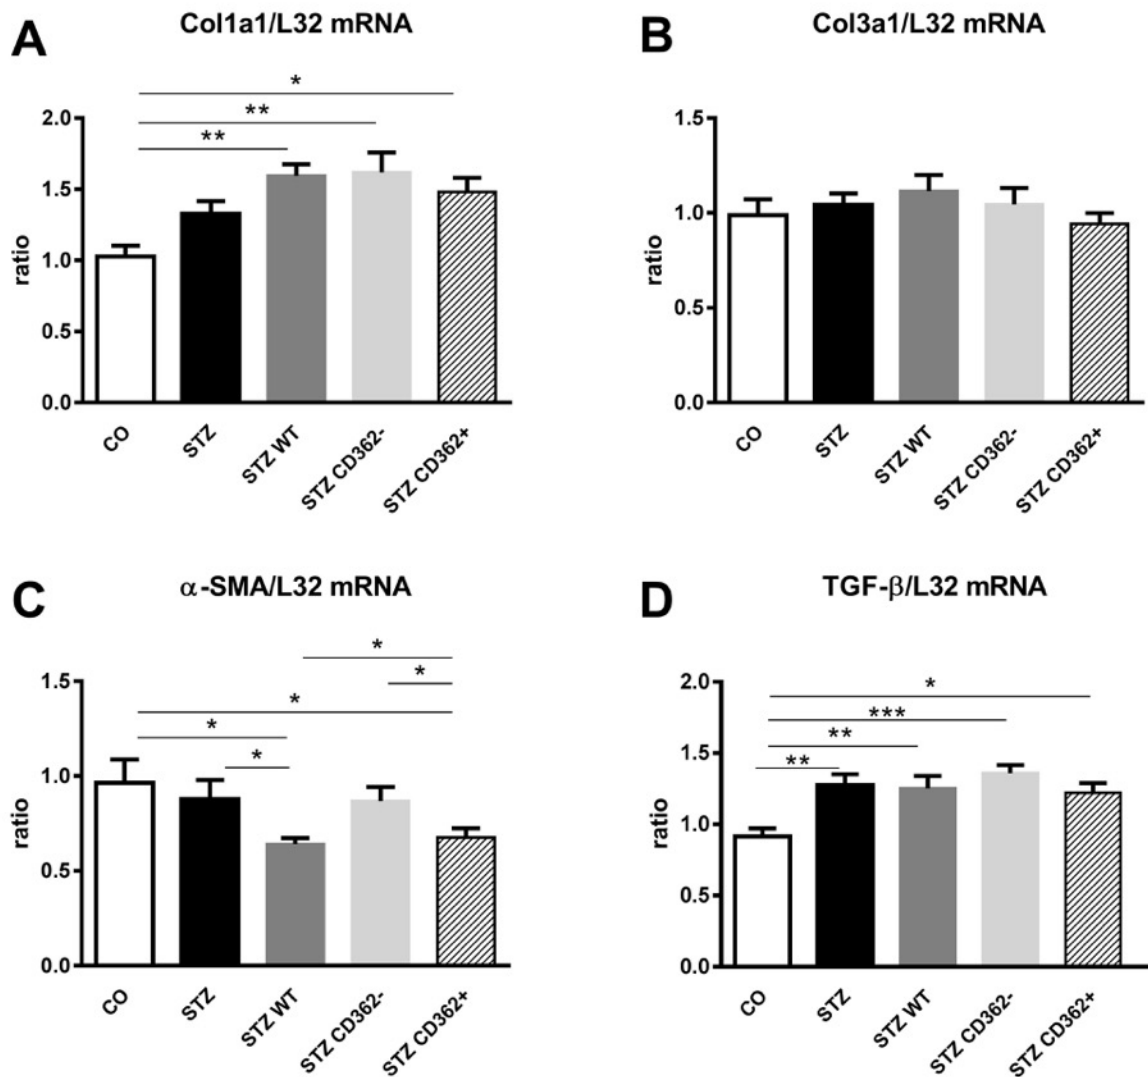 A
Col1a1/L32 mRNA
*
**
**
2.0
1.5
1.0
0.5
0.0
ratio
CO
STZ
STZ WT
STZ CD362-
STZ CD362+
B
Col3a1/L32 mRNA
1.5
1.0
0.5
0.0
ratio
CO
STZ
STZ WT
STZ CD362-
STZ CD362+
C
α-SMA/L32 mRNA
*
*
*
*
*
1.5
1.0
0.5
0.0
ratio
CO
STZ
STZ WT
STZ CD362-
STZ CD362+
D
TGF-β/L32 mRNA
*
***
**
**
2.0
1.5
1.0
0.5
0.0
ratio
CO
STZ
STZ WT
STZ CD362-
STZ CD362+